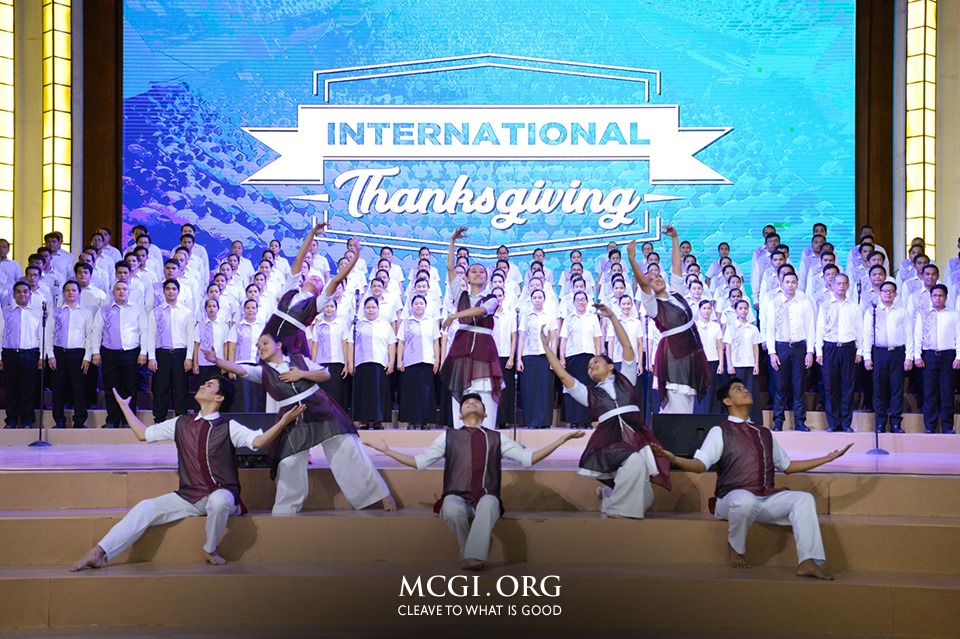 INTERNATIONAL
Thanksgiving
MCGI.ORG
CLEAVE TO WHAT IS GOOD